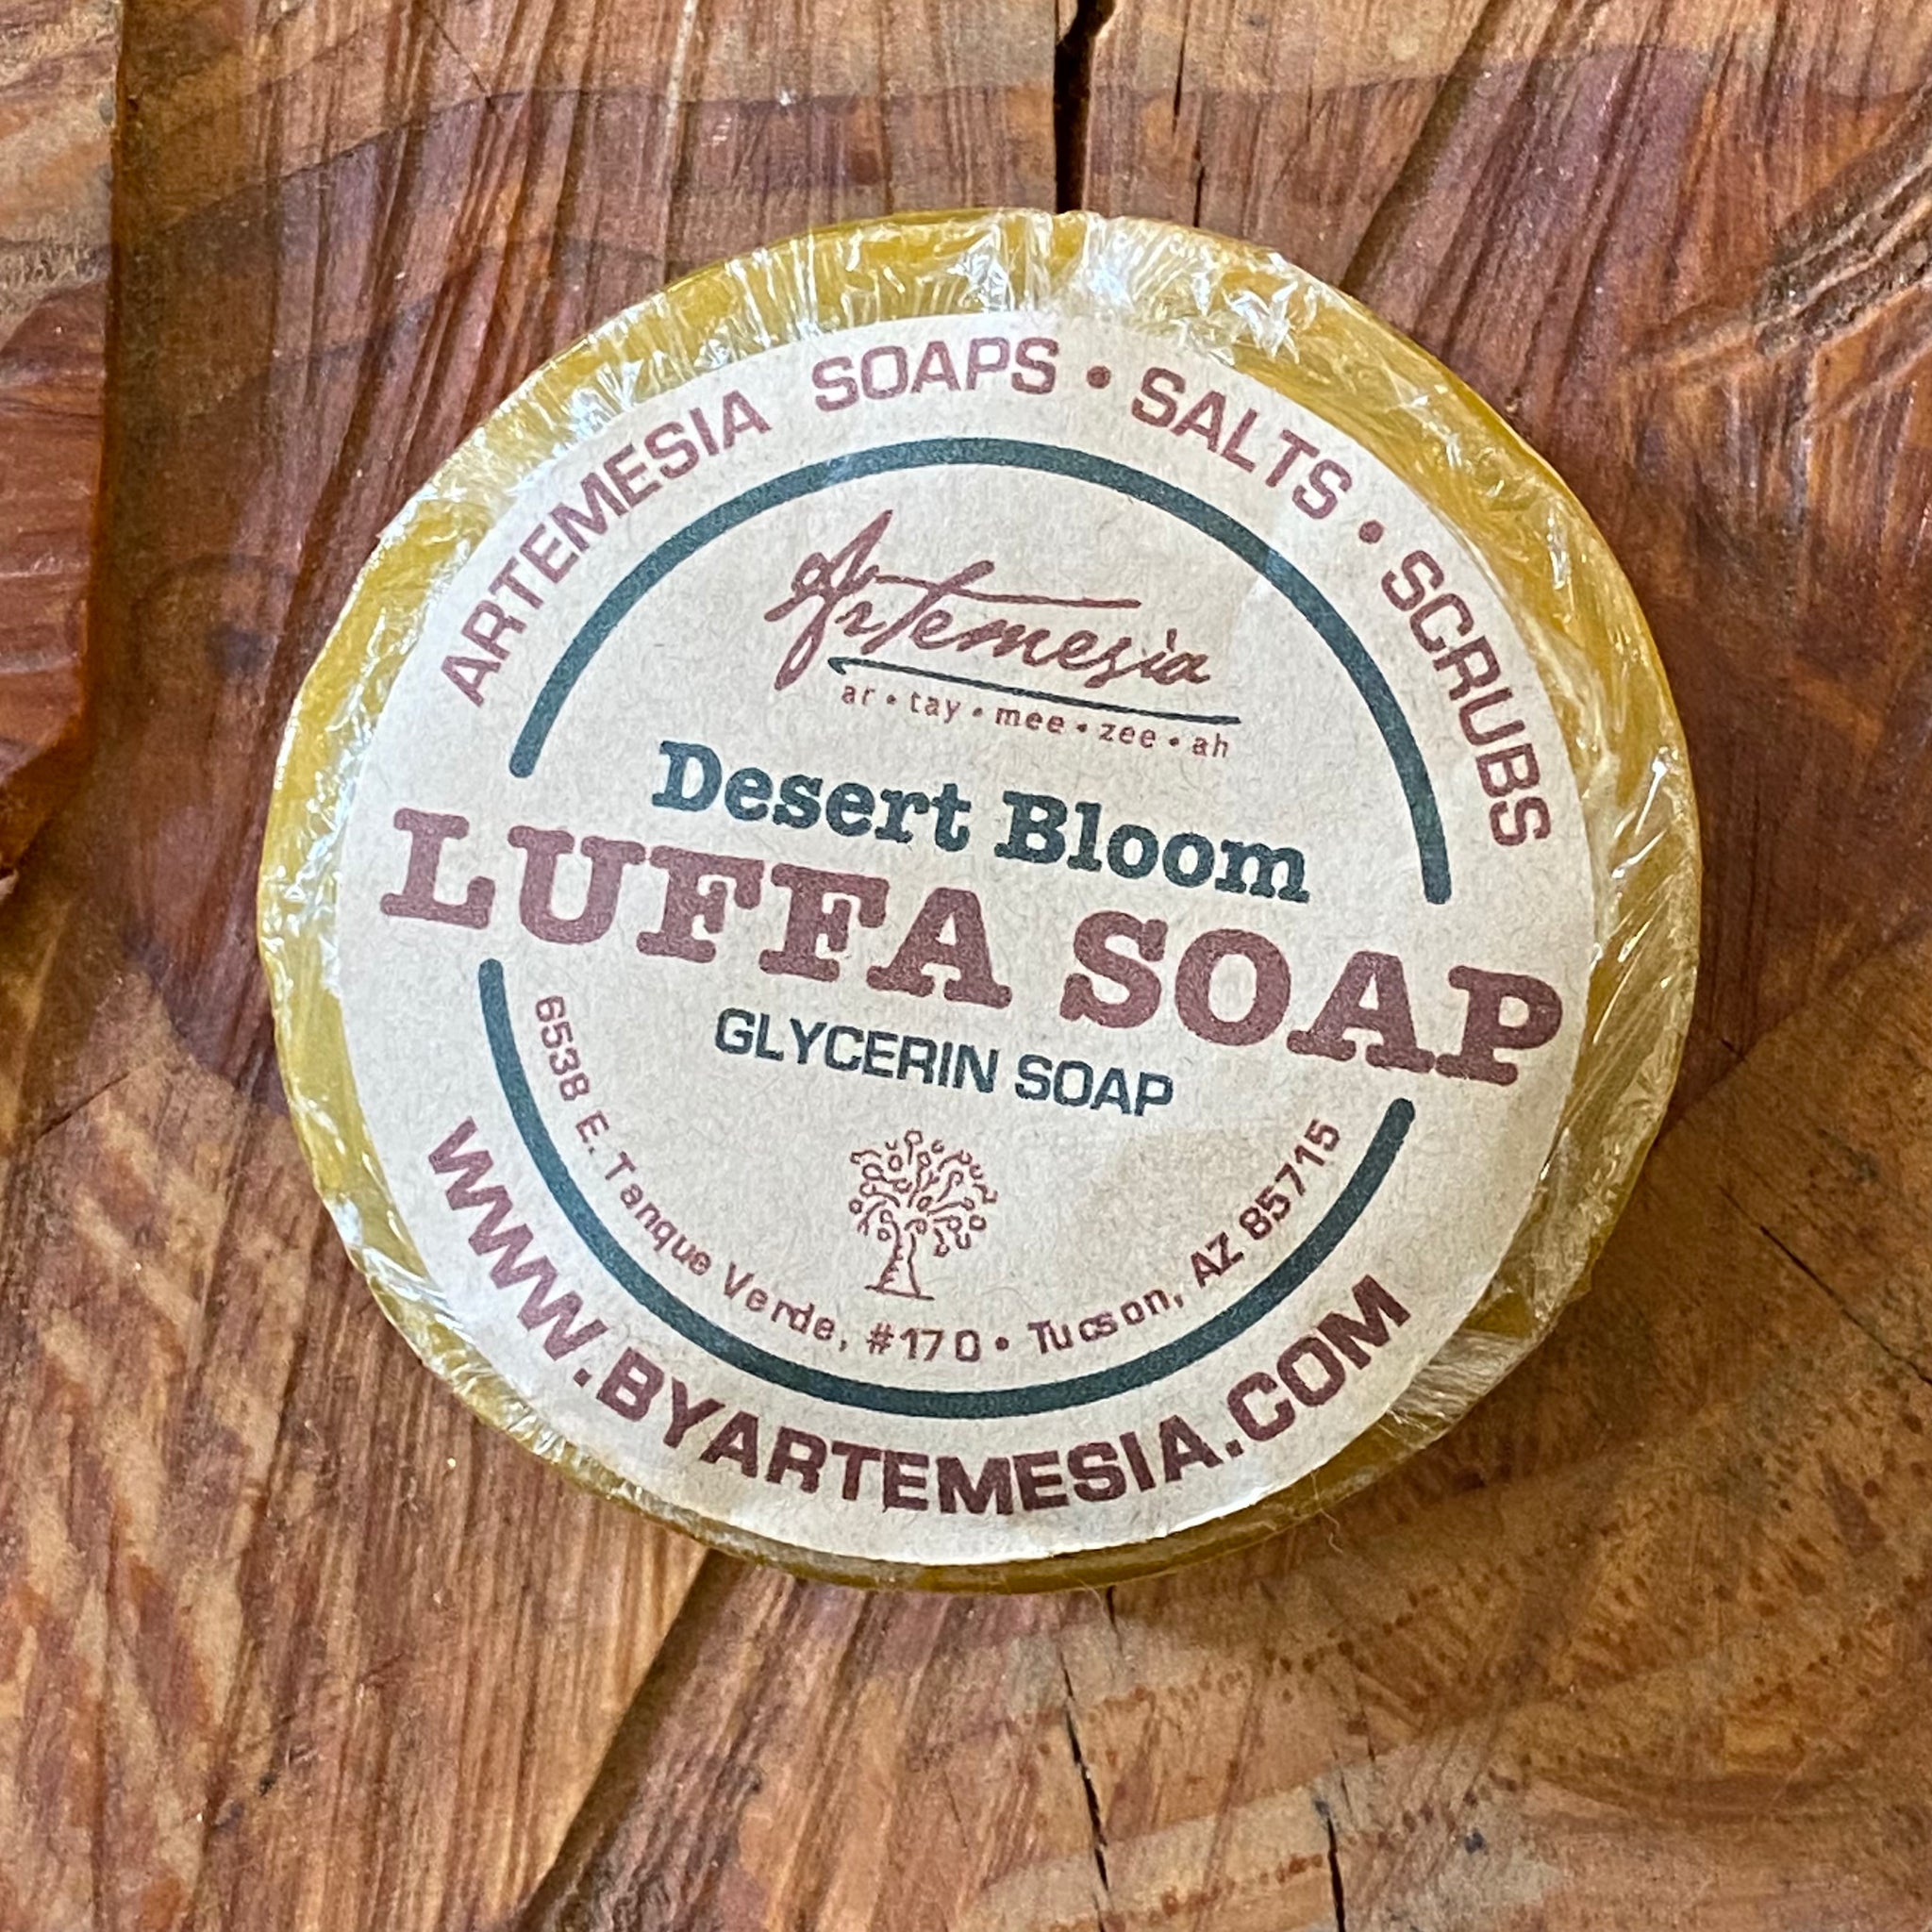 ARTEMESIA SOAPS • SALTS • SCRUBS
Artemesia
ar • tay • mee • zee • ah
Desert Bloom
LUFFA SOAP
GLYCERIN SOAP
6538 E. Tanque Verde, #170 • Tucson, AZ 85715
WWW.BYARTEMESIA.COM